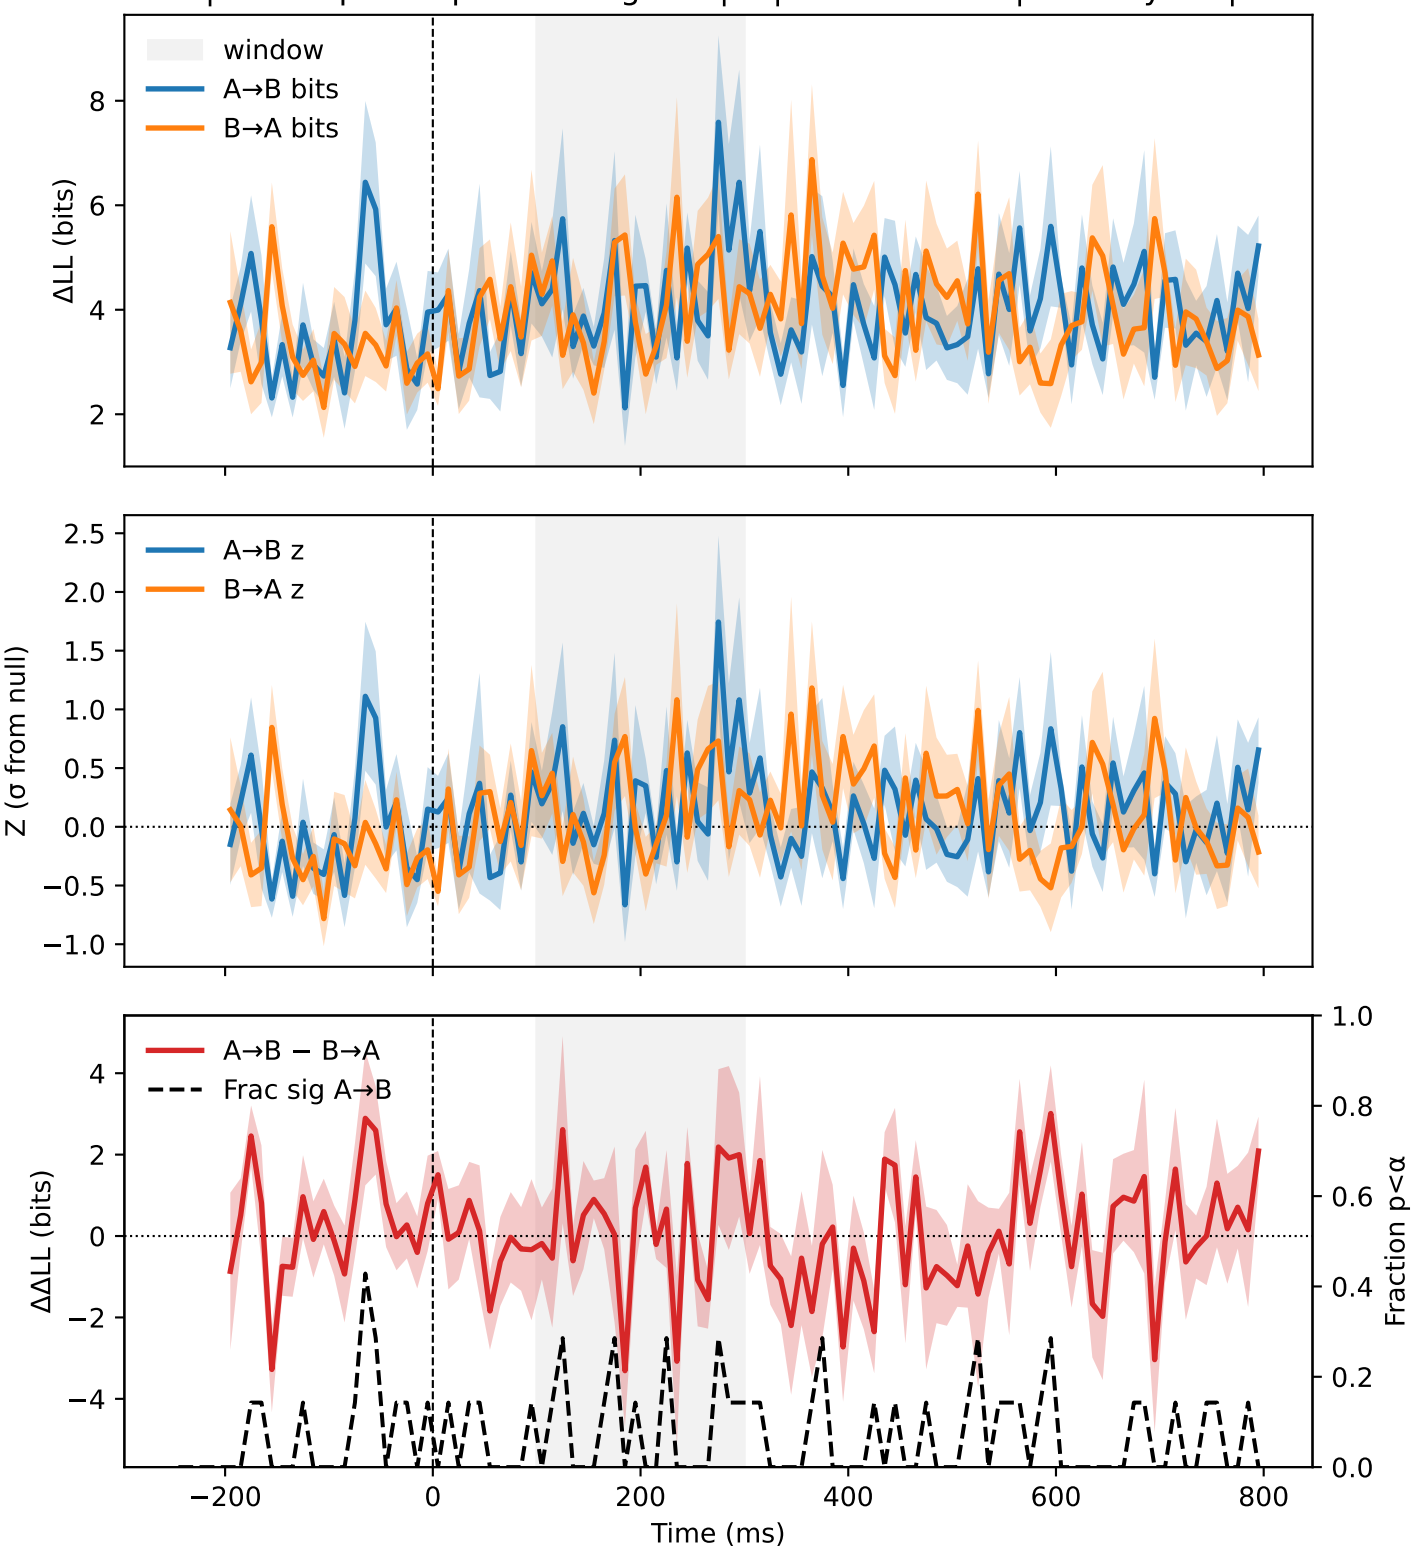 window
A→B bits
B→A bits
8
6
4
2
ΔLL (bits)
A→B z
B→A z
2.5
2.0
1.5
1.0
0.5
0.0
−0.5
−1.0
Z (σ from null)
A→B − B→A
Frac sig A→B
4
2
0
−2
−4
ΔΔLL (bits)
1.0
0.8
0.6
0.4
0.2
0.0
Fraction p<α
−200 0 200 400 600 800
Time (ms)